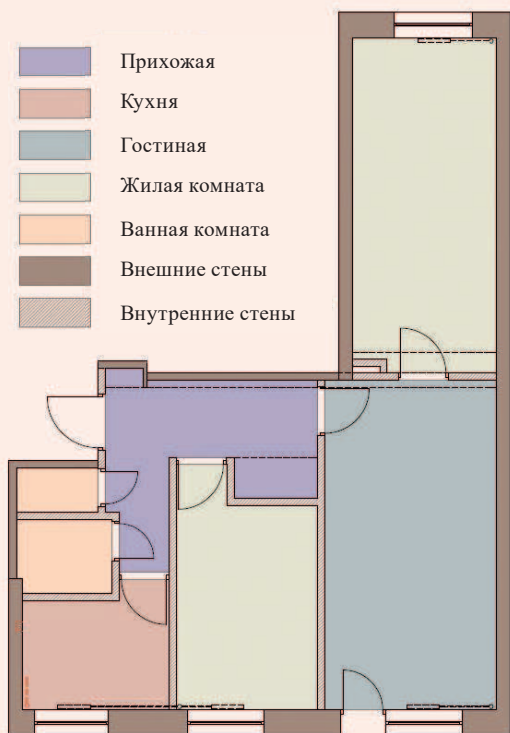 Прихожая
Кухня
Гостиная
Жилая комната
Ванная комната
Внешние стены
Внутренние стены